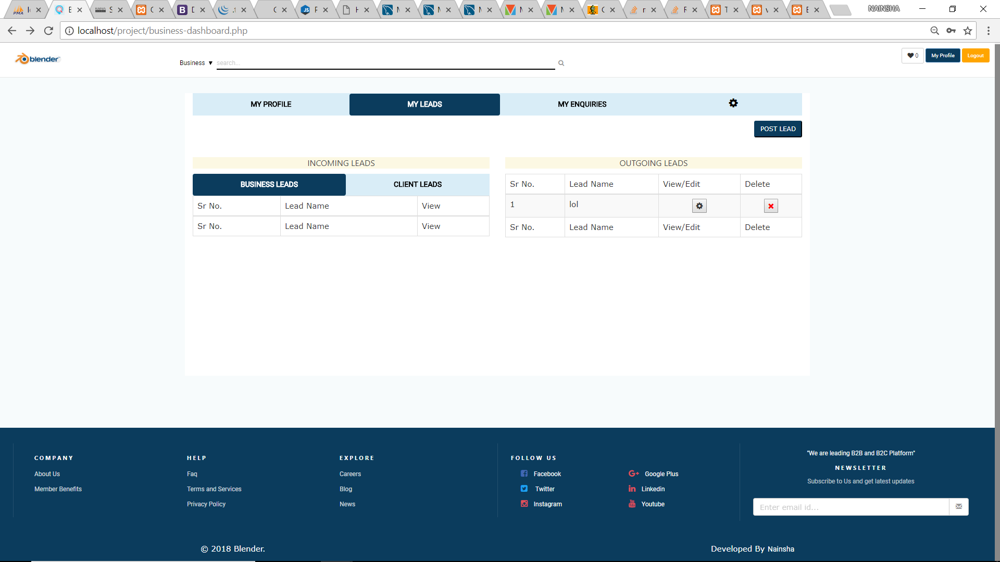 NAINSHA
localhost/project/business-dashboard.php
blender
Business ▼ search...
0 My Profile Logout
MY PROFILE MY LEADS MY ENQUIRIES
POST LEAD
INCOMING LEADS
BUSINESS LEADS CLIENT LEADS
Sr No. Lead Name View
Sr No. Lead Name View
OUTGOING LEADS
Sr No. Lead Name View/Edit Delete
1 lol
Sr No. Lead Name View/Edit Delete
COMPANY
About Us
Member Benefits
HELP
Faq
Terms and Services
Privacy Policy
EXPLORE
Careers
Blog
News
FOLLOW US
Facebook Google Plus
Twitter Linkedin
Instagram Youtube
"We are leading B2B and B2C Platform"
NEWSLETTER
Subscribe to Us and get latest updates
Enter email id...
© 2018 Blender.
Developed By Nainsha